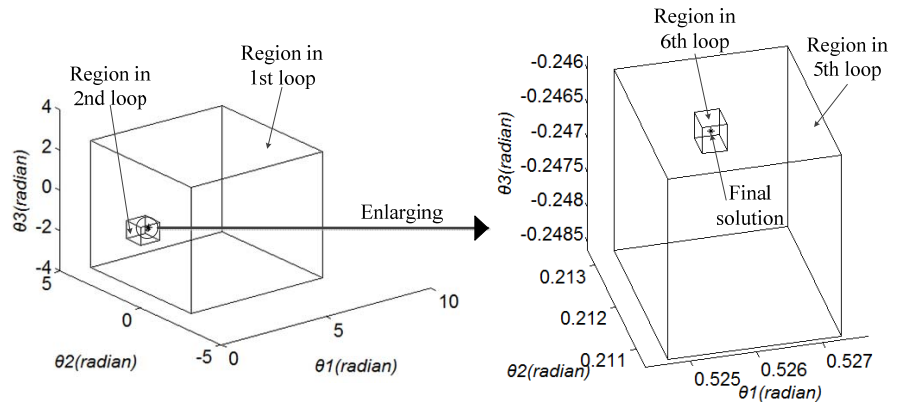 Region in
1st loop
Region in
2nd loop
4
2
0
-2
-4
θ3(radian)
5
0
-5
θ2(radian)
0
5
10
θ1(radian)
Enlarging
Region in
6th loop
Region in
5th loop
-0.246
-0.2465
-0.247
-0.2475
-0.248
-0.2485
θ3(radian)
Final
solution
0.213
0.212
0.211
θ2(radian)
0.525
0.526
0.527
θ1(radian)